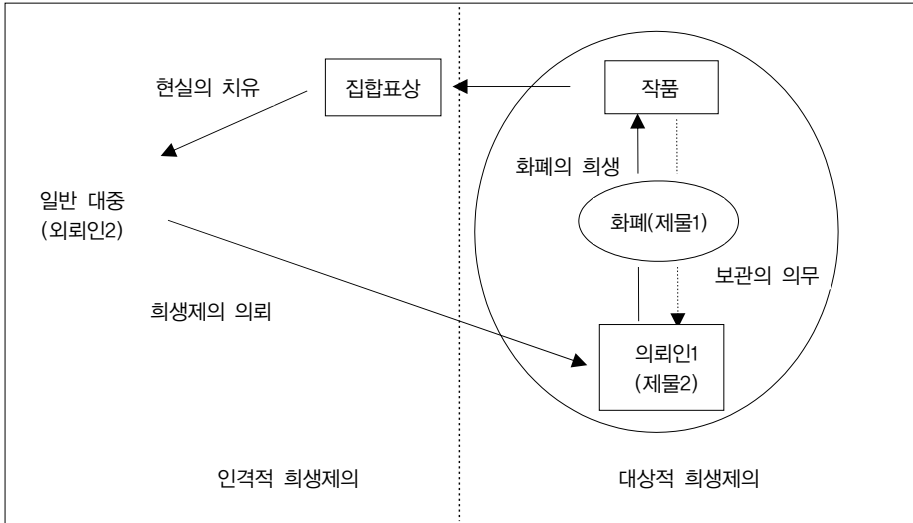 현실의 치유
집합표상
작품
화폐의 희생
일반 대중
(외뢰인2)
화폐(제물1)
보관의 의무
희생제의 의뢰
의뢰인1
(제물2)
인격적 희생제의
대상적 희생제의